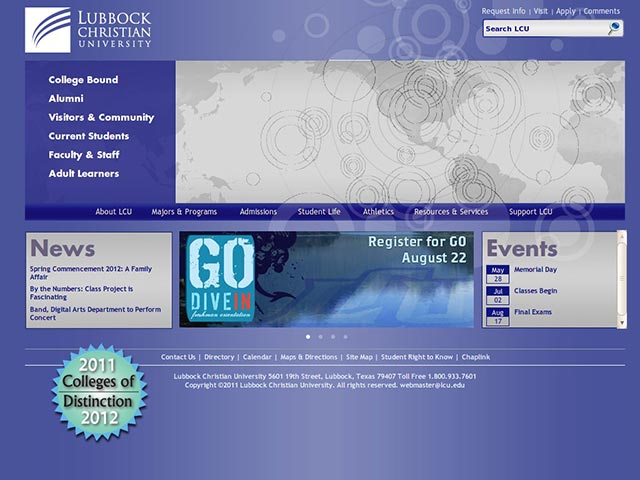 LUBBOCK
CHRISTIAN
UNIVERSITY
Request Info | Visit | Apply | Comments
Search LCU
College Bound
Alumni
Visitors & Community
Current Students
Faculty & Staff
Adult Learners
About LCU Majors & Programs Admissions Student Life Athletics Resources & Services Support LCU
News
Spring Commencement 2012: A Family
Affair
By the Numbers: Class Project is
Fascinating
Band, Digital Arts Department to Perform
Concert
GO
DIVE IN
freshman orientation
Register for GO
August 22
Events
May
28
Memorial Day
Jul
02
Classes Begin
Aug
17
Final Exams
Contact Us | Directory | Calendar | Maps & Directions | Site Map | Student Right to Know | Chaplink
Lubbock Christian University 5601 19th Street, Lubbock, Texas 79407 Toll Free 1.800.933.7601
Copyright ©2011 Lubbock Christian University. All rights reserved. webmaster@lcu.edu
2011
Colleges of
Distinction
2012